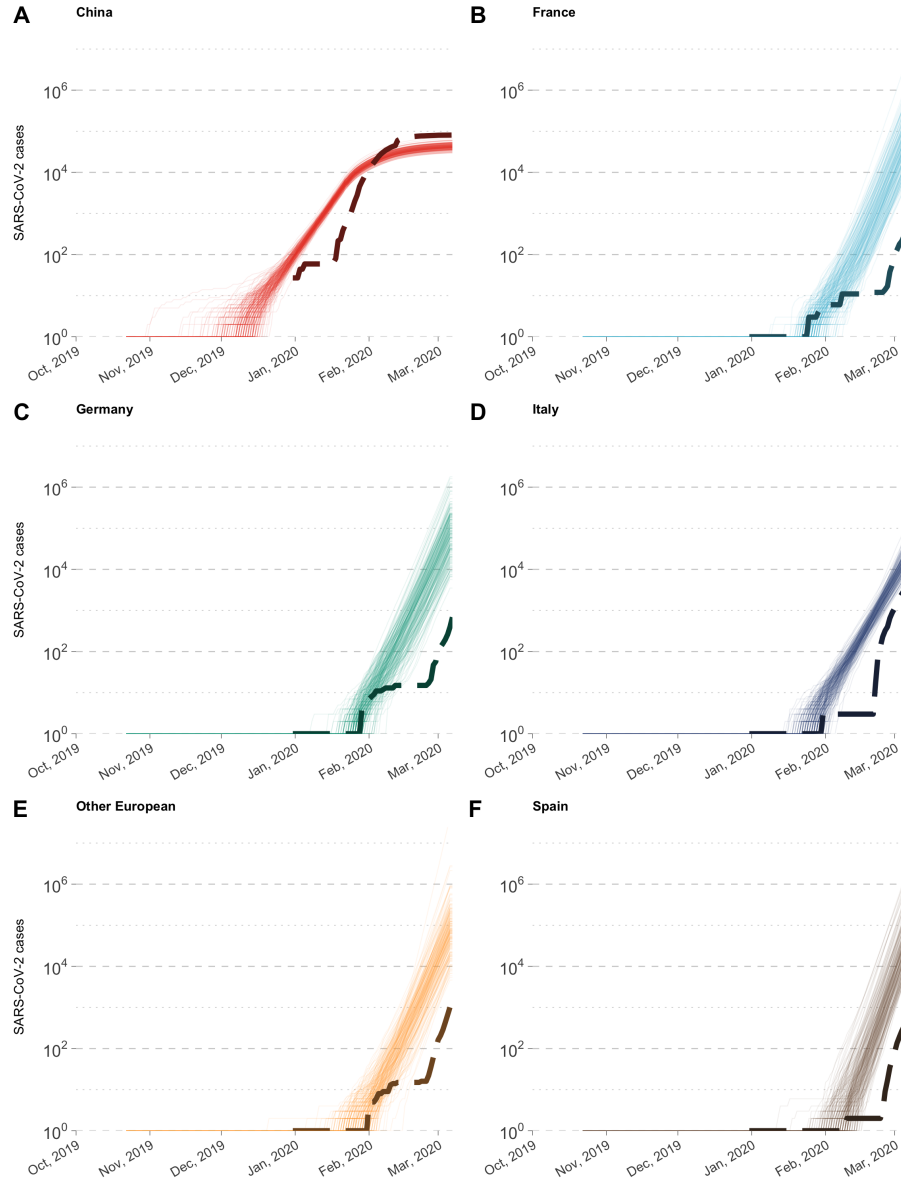 A China
B France
SARS-CoV-2 cases
10^6
10^4
10^2
10^0
Oct, 2019
Nov, 2019
Dec, 2019
Jan, 2020
Feb, 2020
Mar, 2020
10^6
10^4
10^2
10^0
Oct, 2019
Nov, 2019
Dec, 2019
Jan, 2020
Feb, 2020
Mar, 2020
C Germany
D Italy
SARS-CoV-2 cases
10^6
10^4
10^2
10^0
Oct, 2019
Nov, 2019
Dec, 2019
Jan, 2020
Feb, 2020
Mar, 2020
10^6
10^4
10^2
10^0
Oct, 2019
Nov, 2019
Dec, 2019
Jan, 2020
Feb, 2020
Mar, 2020
E Other European
F Spain
SARS-CoV-2 cases
10^6
10^4
10^2
10^0
Oct, 2019
Nov, 2019
Dec, 2019
Jan, 2020
Feb, 2020
Mar, 2020
10^6
10^4
10^2
10^0
Oct, 2019
Nov, 2019
Dec, 2019
Jan, 2020
Feb, 2020
Mar, 2020